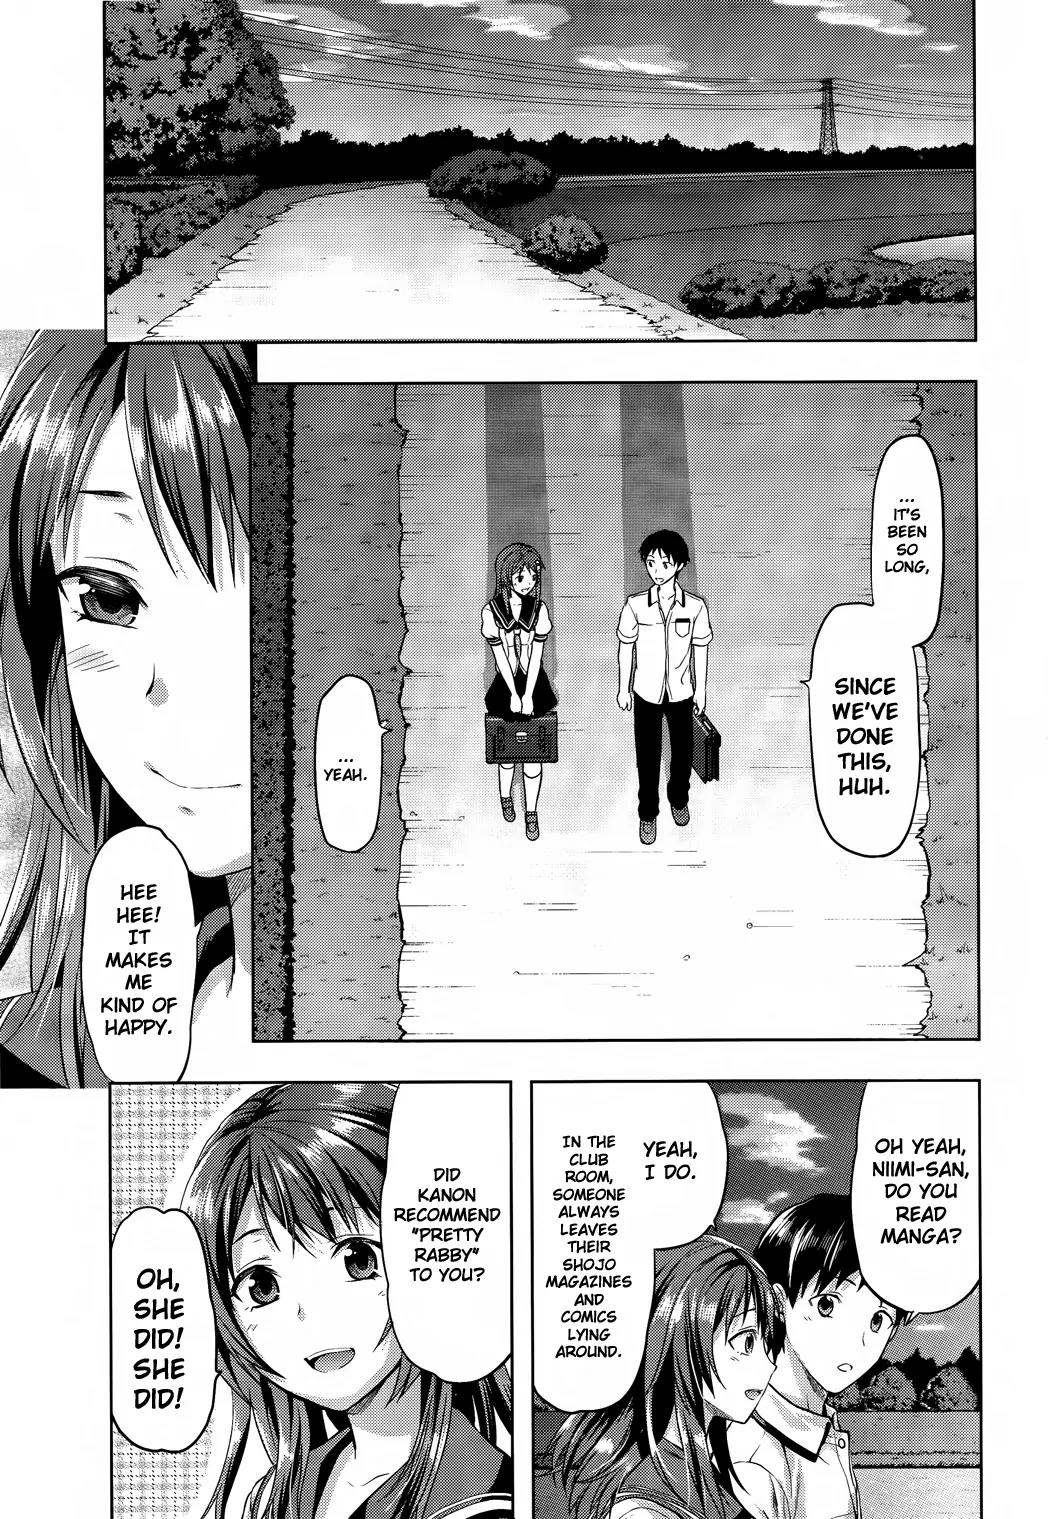 ...
IT'S
BEEN
SO
LONG,
SINCE
WE'VE
DONE
THIS,
HUH.
...
YEAH.
HEE
HEE!
IT
MAKES
ME
KIND OF
HAPPY.
OH YEAH,
NIIMI-SAN,
DO YOU
READ
MANGA?
YEAH,
I DO.
IN THE
CLUB
ROOM,
SOMEONE
ALWAYS
LEAVES
THEIR
SHOJO
MAGAZINES
AND
COMICS
LYING
AROUND.
DID
KANON
RECOMMEND
"PRETTY
RABBY"
TO YOU?
OH,
SHE
DID!
SHE
DID!